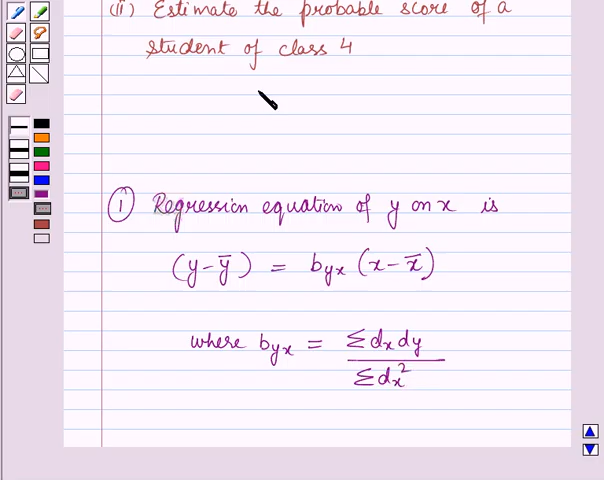 (ii) Estimate the probable score of a
student of class 4
① Regression equation of y on x is
(y - ȳ) = byx (x - x̄)
where byx = Σdxdy
Σdx²